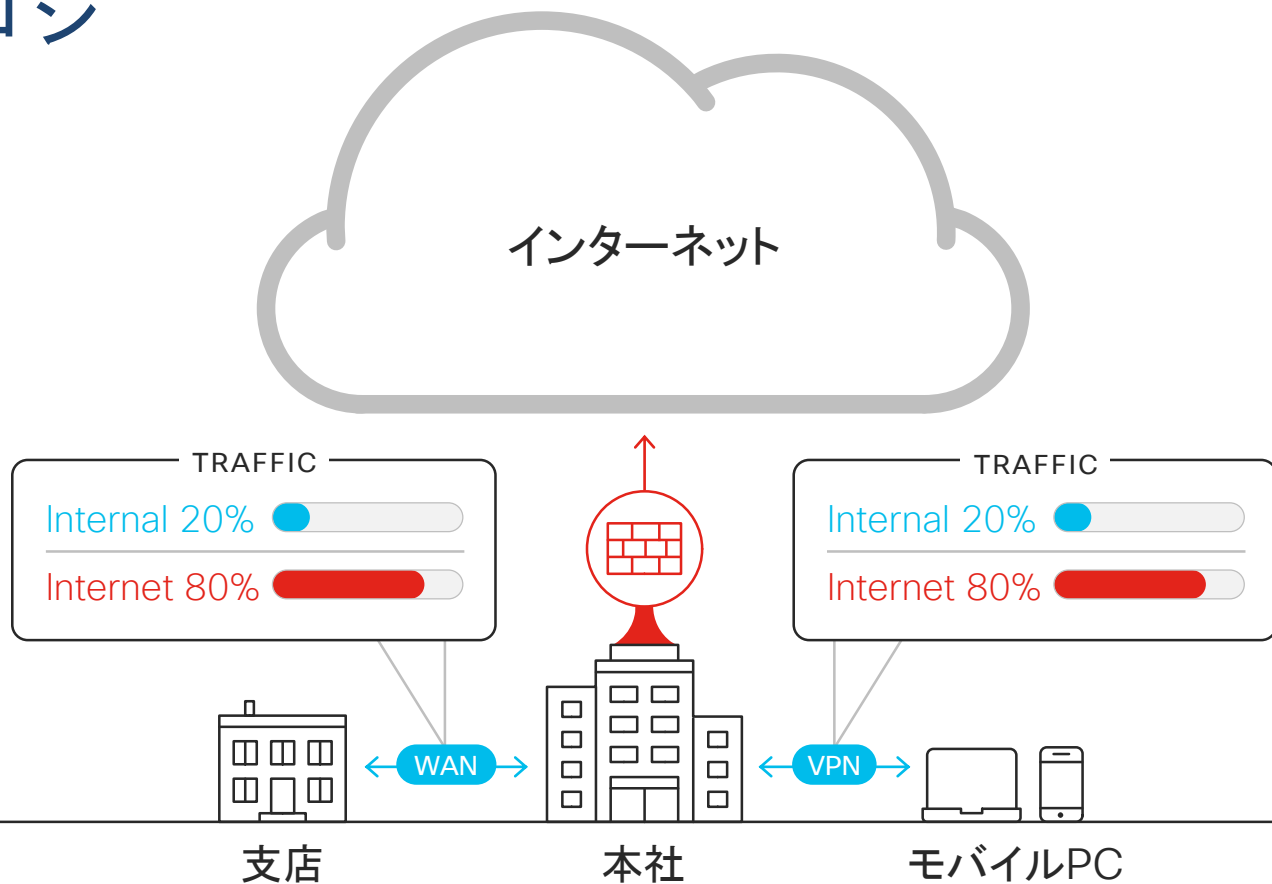 インターネット
TRAFFIC
Internal 20%
Internet 80%
TRAFFIC
Internal 20%
Internet 80%
WAN
VPN
支店
本社
モバイルPC